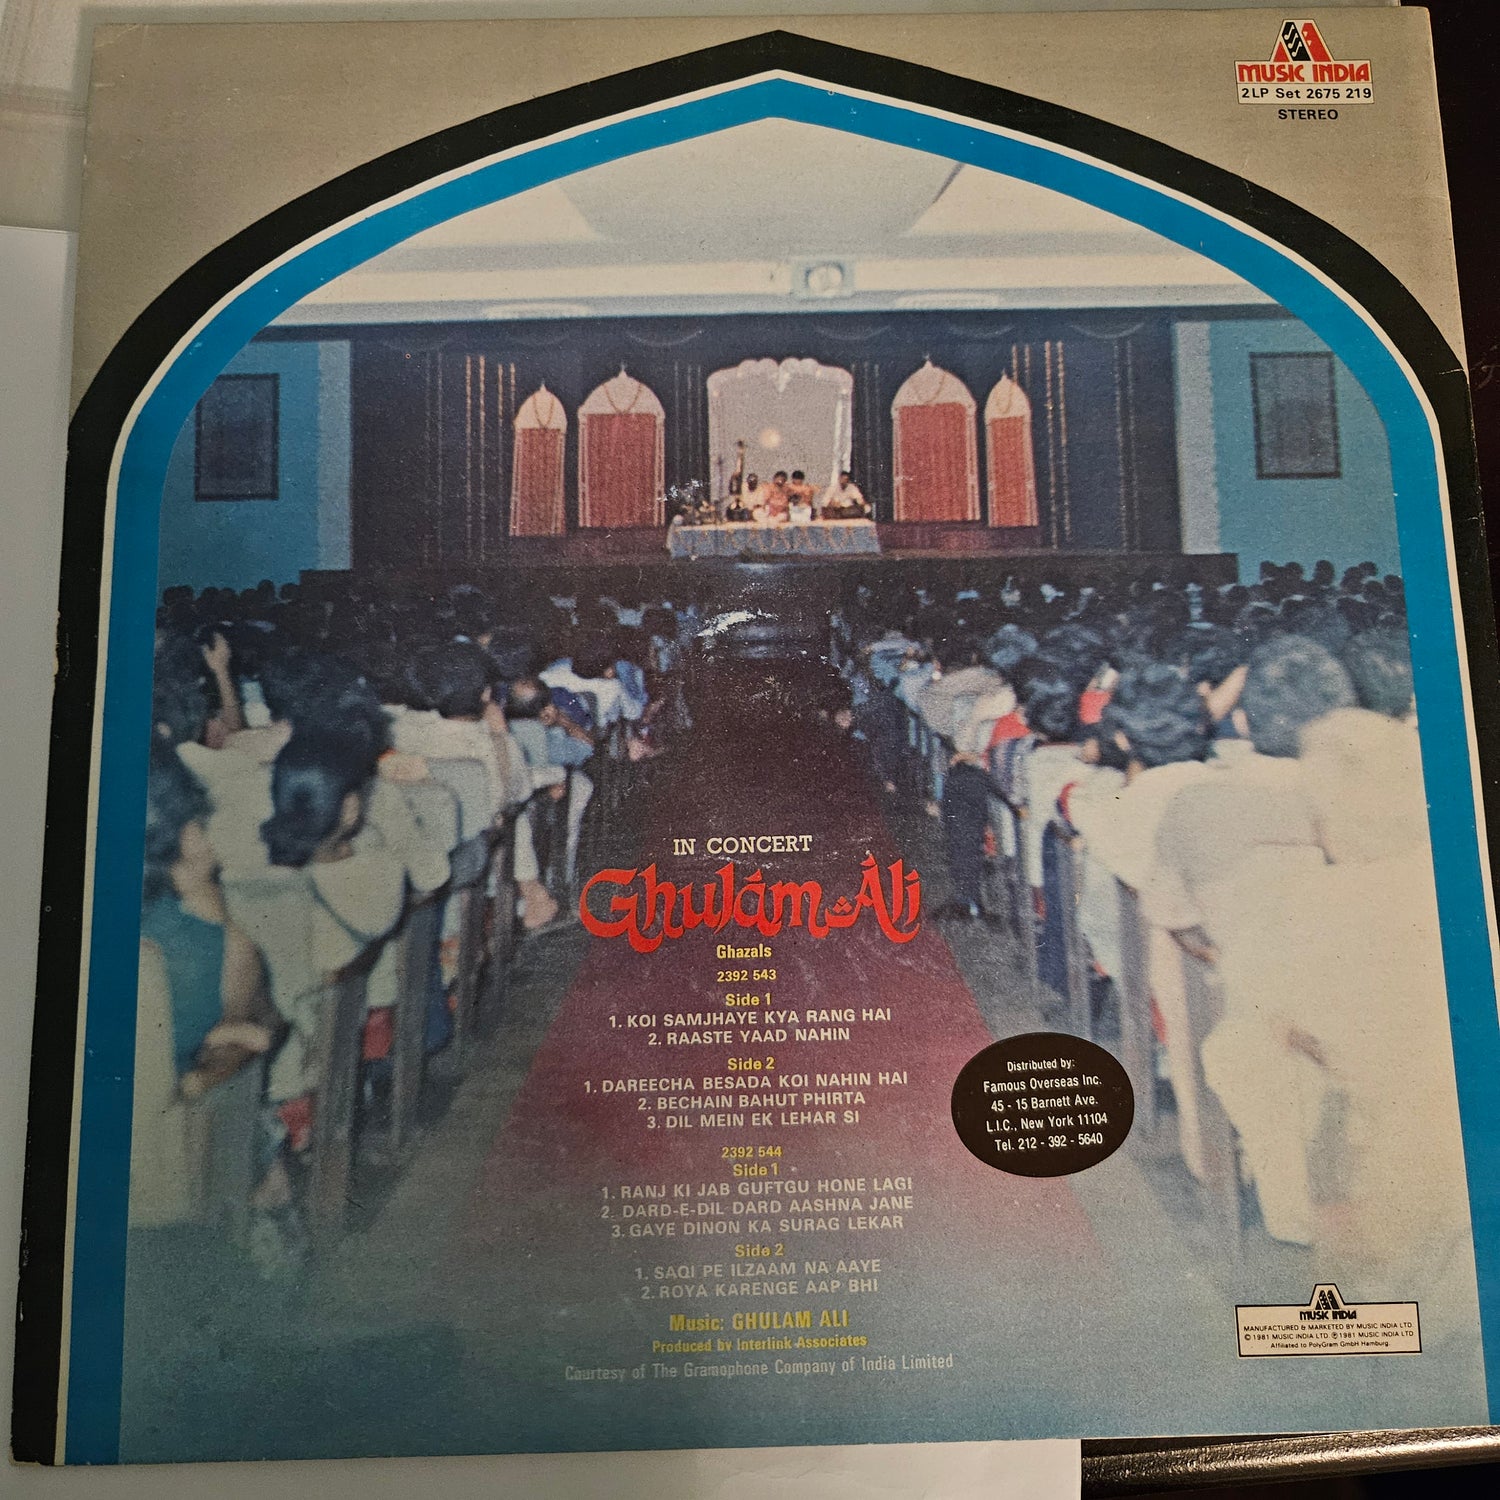 MUSIC INDIA
2LP Set 2675 219
STEREO
IN CONCERT
Ghulám Áli
Ghazals
2392 543
Side 1
1. KOI SAMJHAYE KYA RANG HAI
2. RAASTE YAAD NAHIN
Side 2
1. DAREECHA BESADA KOI NAHIN HAI
2. BECHAIN BAHUT PHIRTA
3. DIL MEIN EK LEHAR SI
2392 544
Side 1
1. RANJ KI JAB GUFTGU HONE LAGI
2. DARD-E-DIL DARD AASHNA JANE
3. GAYE DINON KA SURAG LEKAR
Side 2
1. SAQI PE ILZAAM NA AAYE
2. ROYA KARENGE AAP BHI
Music: GHULAM ALI
Produced by Interlink Associates
Courtesy of The Gramophone Company of India Limited
Distributed by:
Famous Overseas Inc.
45 - 15 Barnett Ave.
L.I.C., New York 11104
Tel. 212 - 392 - 5640
MUSIC INDIA
MANUFACTURED & MARKETED BY MUSIC INDIA LTD.
© 1981 MUSIC INDIA LTD ℗ 1981 MUSIC INDIA LTD
Affiliated to PolyGram GmbH Hamburg.